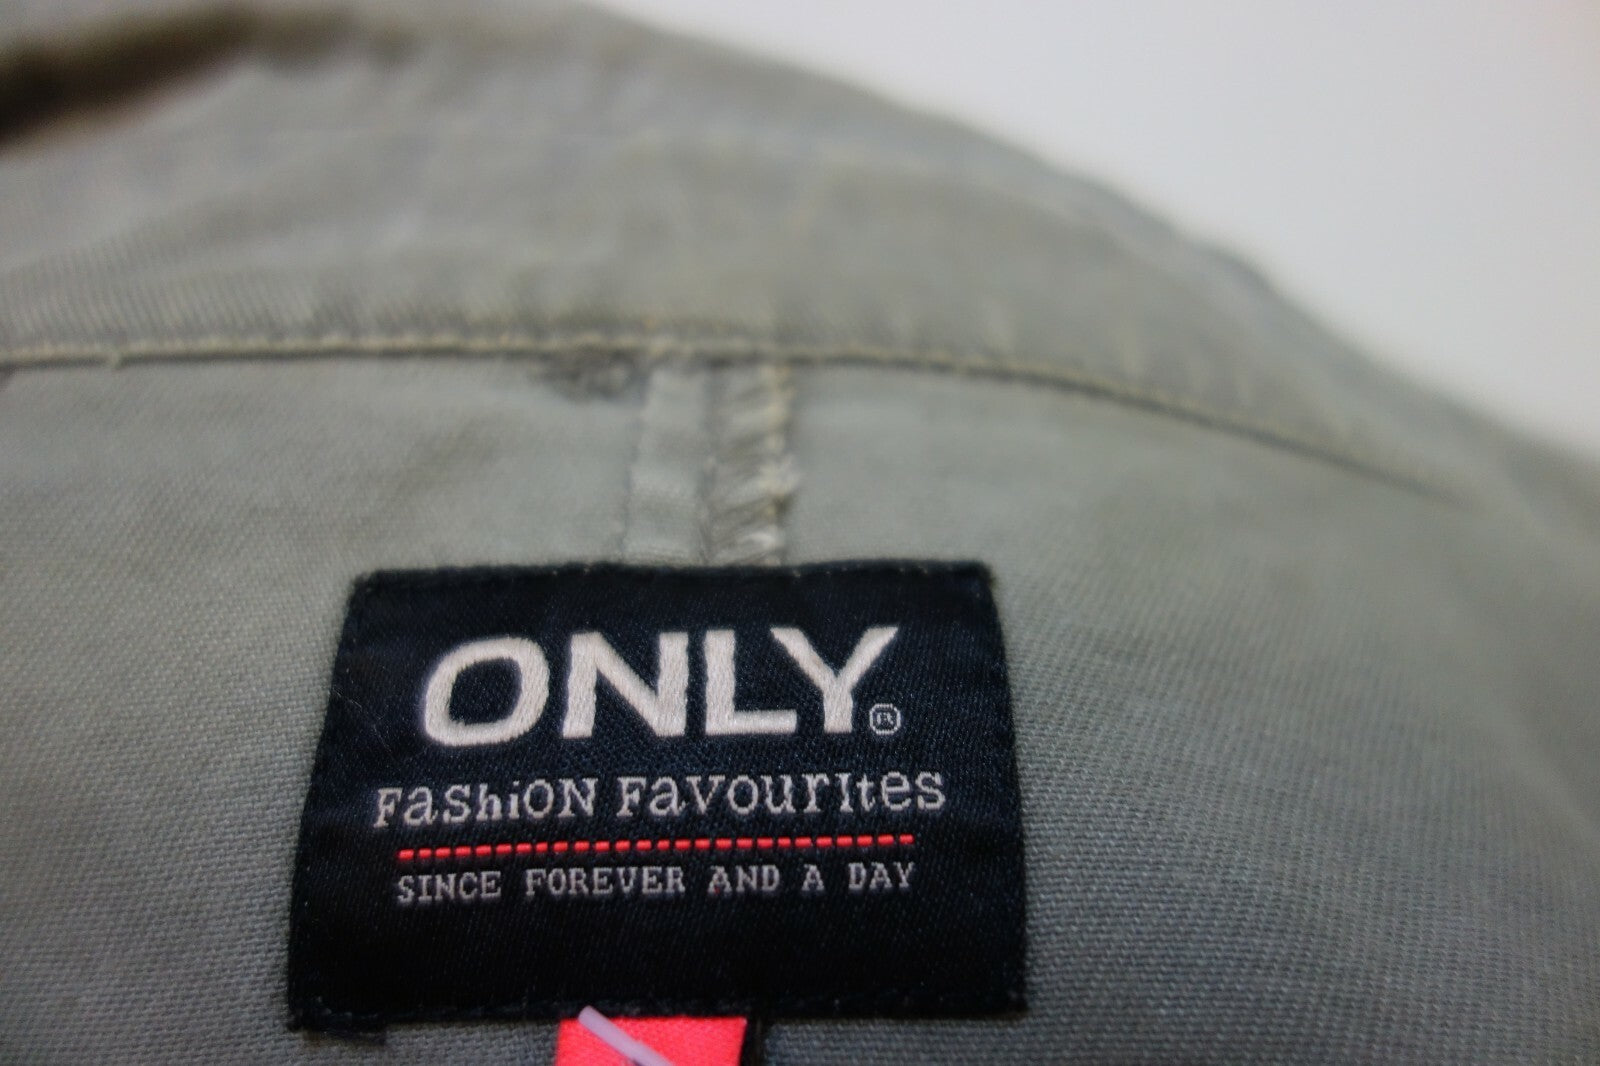 ONLY®
FaShiON FavourItes
SINCE FOREVER AND A DAY